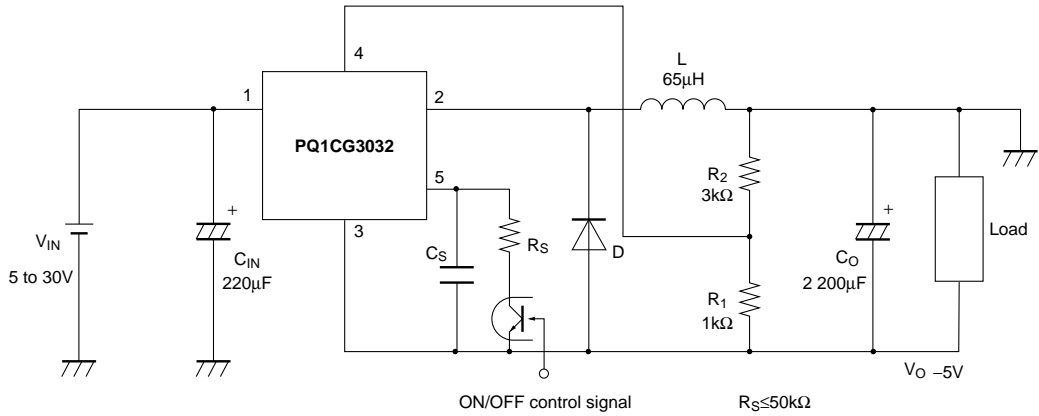 4
L
65μH
1
2
PQ1CG3032
5
3
R2
3kΩ
+
VIN
5 to 30V
+
CIN
220μF
CS
RS
D
R1
1kΩ
CO
2 200μF
Load
VO –5V
ON/OFF control signal
RS≤50kΩ